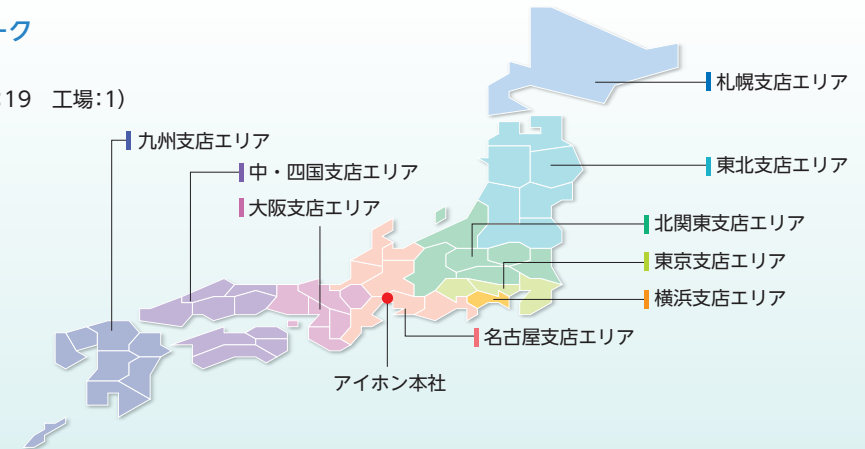 ーク
:19 工場:1)
札幌支店エリア
九州支店エリア
東北支店エリア
中・四国支店エリア
大阪支店エリア
北関東支店エリア
東京支店エリア
横浜支店エリア
名古屋支店エリア
アイホン本社